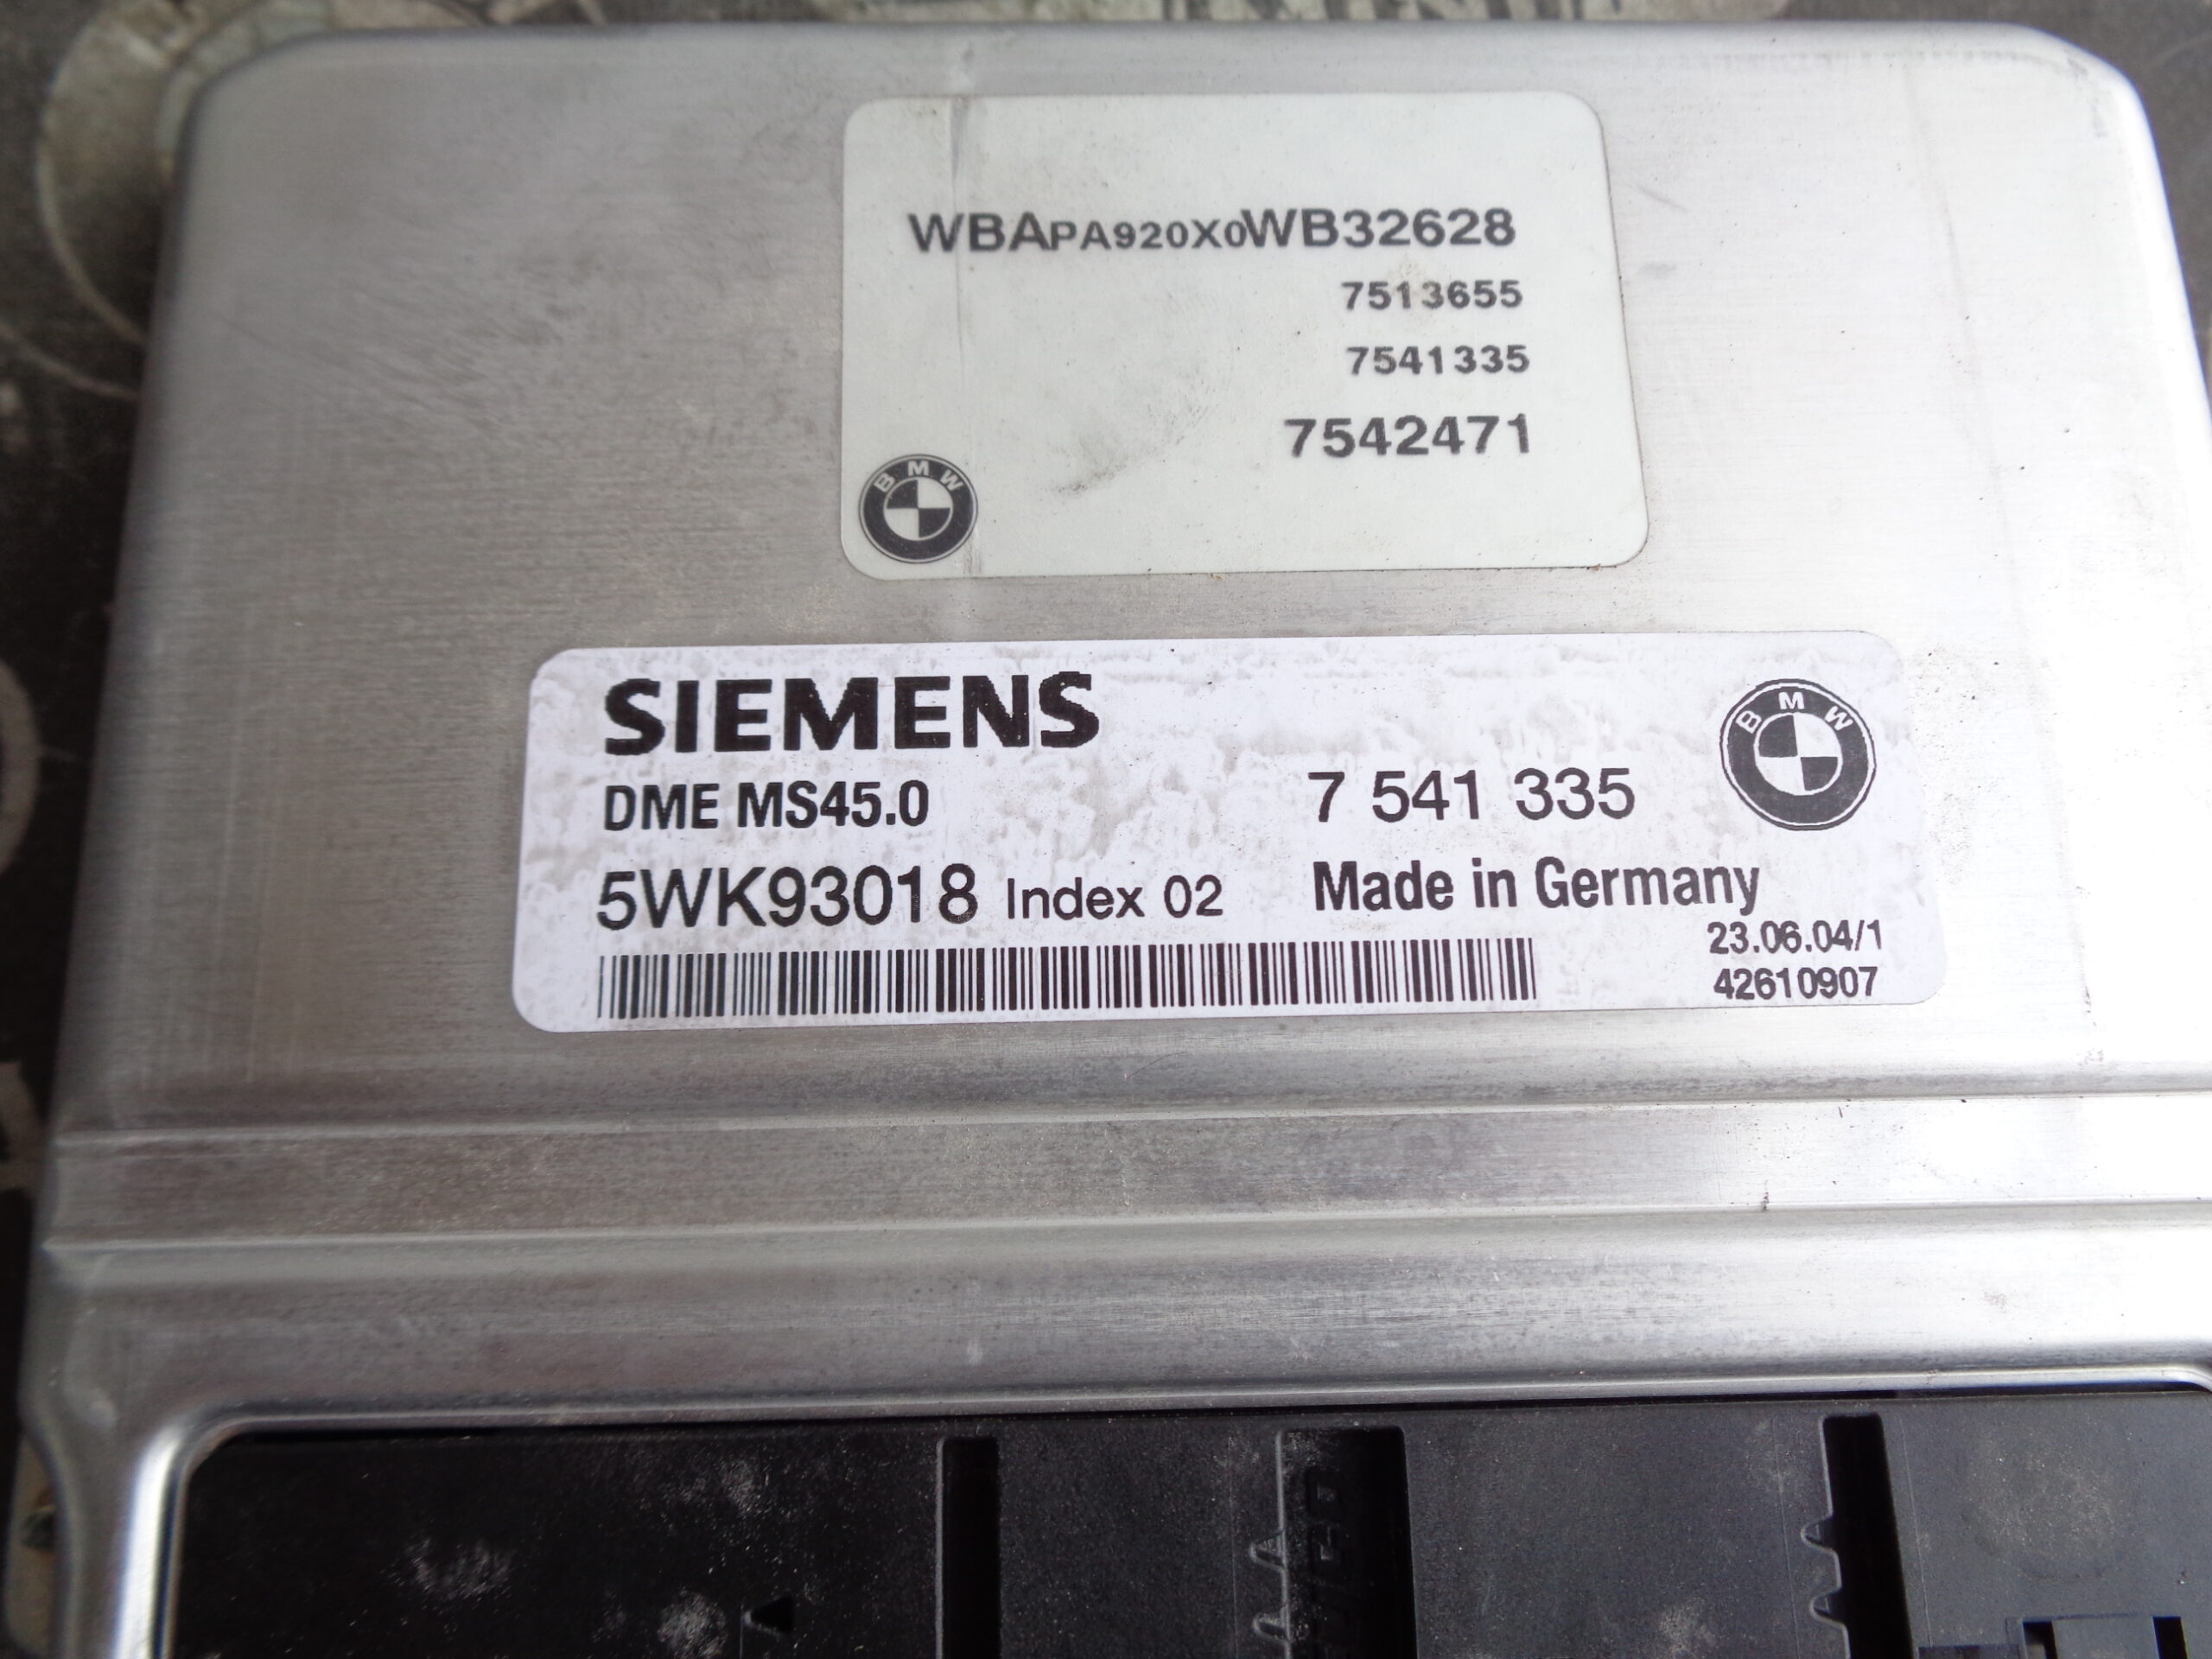 WBAPA920X0WB32628
7513655
7541335
7542471
BMW
SIEMENS
BMW
DME MS45.0
7 541 335
5WK93018 Index 02
Made in Germany
23.06.04/1
42610907